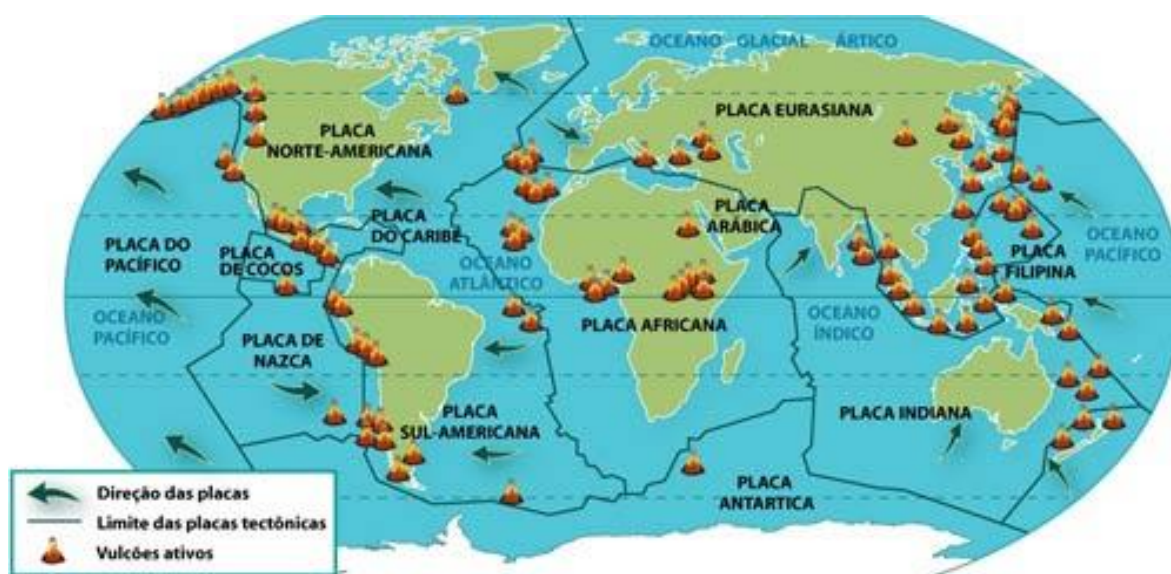 OCEANO GLACIAL ÁRTICO
PLACA EURASIANA
PLACA
NORTE-AMERICANA
PLACA
DO CARIBE
PLACA
ARÁBICA
PLACA DO
PACÍFICO
PLACA
DE COCOS
OCEANO
ATLÂNTICO
PLACA
FILIPINA
OCEANO
PACÍFICO
OCEANO
PACÍFICO
PLACA AFRICANA
OCEANO
ÍNDICO
PLACA DE
NAZCA
PLACA
SUL-AMERICANA
PLACA INDIANA
PLACA
ANTARTICA
Direção das placas
Limite das placas tectônicas
Vulcões ativos